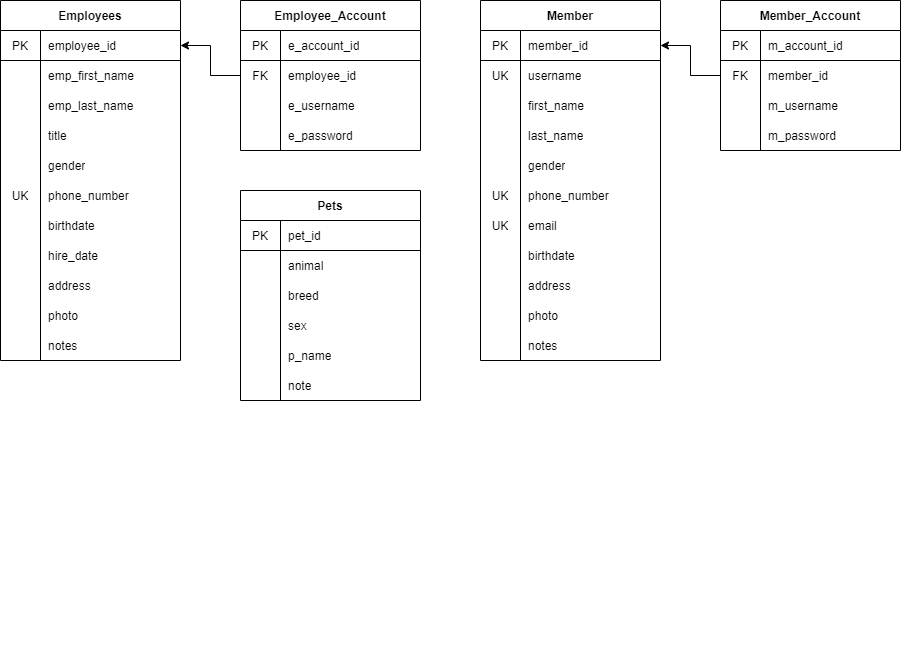 Employees
PK employee_id
emp_first_name
emp_last_name
title
gender
UK phone_number
birthdate
hire_date
address
photo
notes
Employee_Account
PK e_account_id
FK employee_id
e_username
e_password
Pets
PK pet_id
animal
breed
sex
p_name
note
Member
PK member_id
UK username
first_name
last_name
gender
UK phone_number
UK email
birthdate
address
photo
notes
Member_Account
PK m_account_id
FK member_id
m_username
m_password